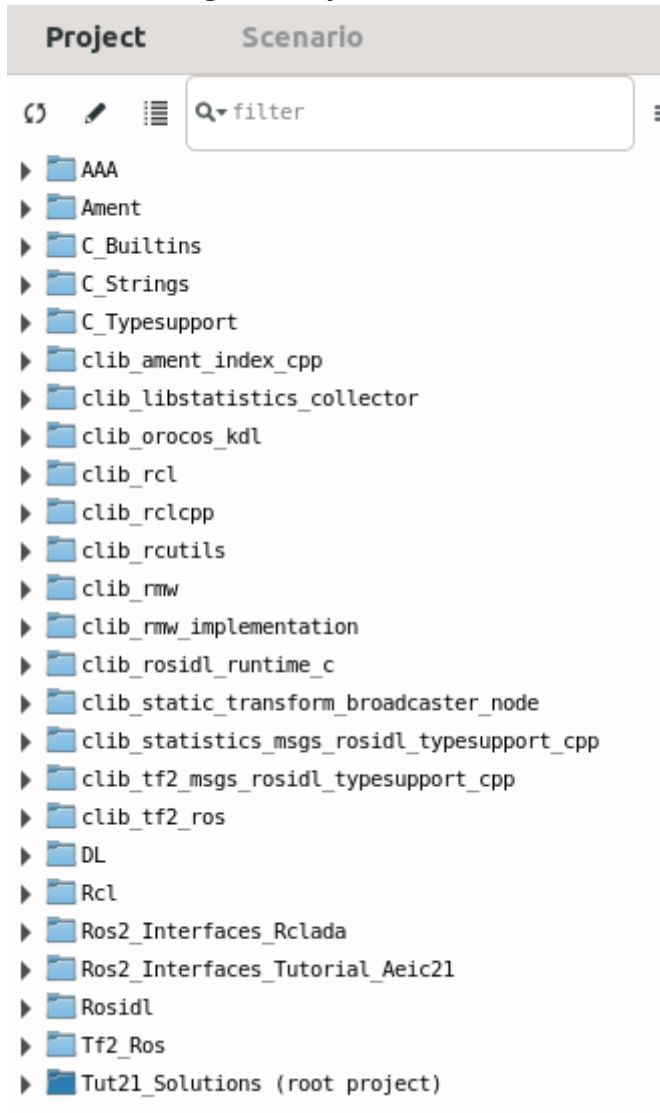 Project Scenario
filter
AAA
Ament
C_Builtins
C_Strings
C_Typesupport
clib_ament_index_cpp
clib_libstatistics_collector
clib_orocos_kdl
clib_rcl
clib_rclcpp
clib_rcutils
clib_rmw
clib_rmw_implementation
clib_rosidl_runtime_c
clib_static_transform_broadcaster_node
clib_statistics_msgs_rosidl_typesupport_cpp
clib_tf2_msgs_rosidl_typesupport_cpp
clib_tf2_ros
DL
Rcl
Ros2_Interfaces_Rclada
Ros2_Interfaces_Tutorial_Aeic21
Rosidl
Tf2_Ros
Tut21_Solutions (root project)